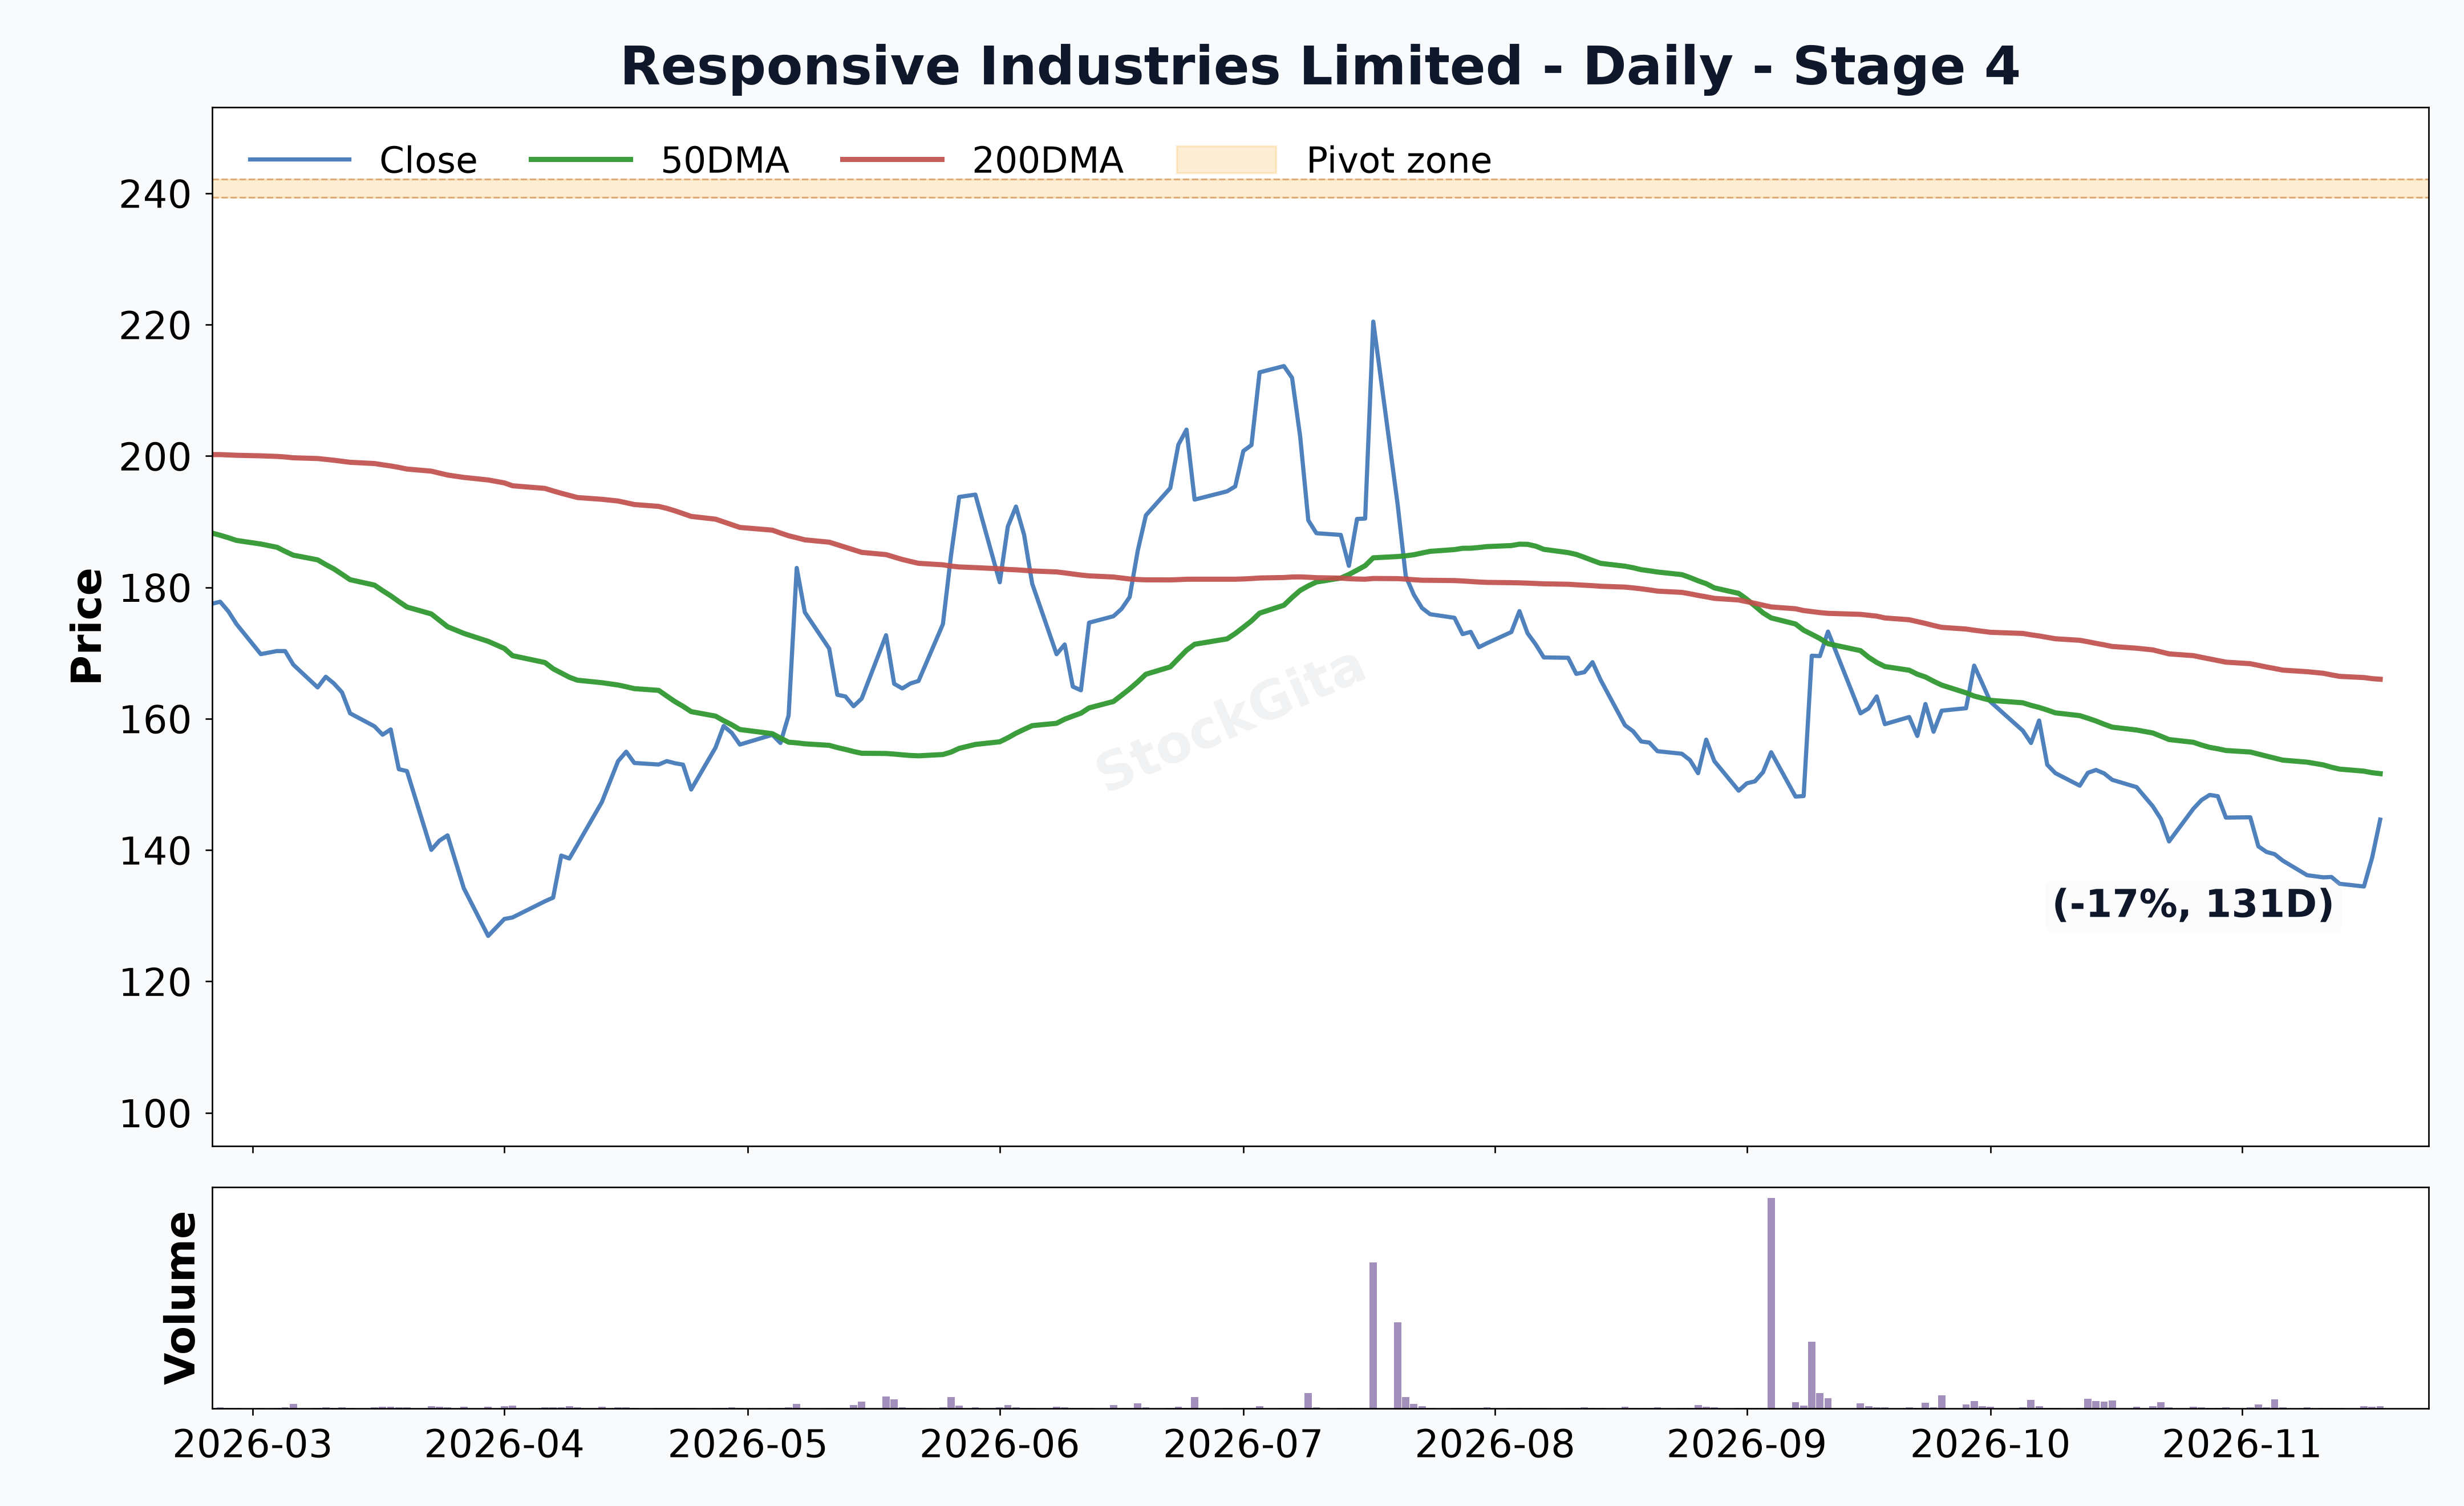 Responsive Industries Limited - Daily - Stage 4
Close 50DMA 200DMA Pivot zone
240
220
200
180
160
140
120
100
Price
StockGita
(-17%, 131D)
Volume
2026-03 2026-04 2026-05 2026-06 2026-07 2026-08 2026-09 2026-10 2026-11